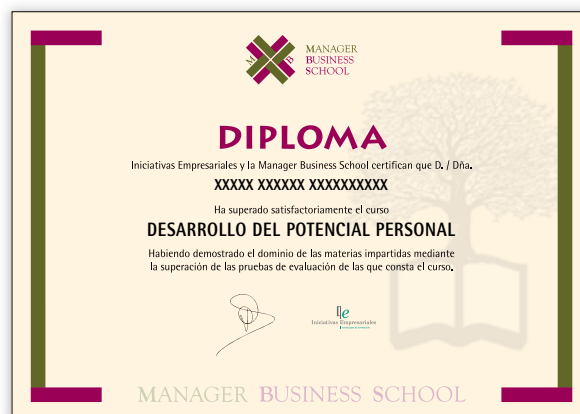 M B
MANAGER
BUSINESS
SCHOOL
DIPLOMA
Iniciativas Empresariales y la Manager Business School certifican que D. / Dña.
XXXXX XXXXXX XXXXXXXXXX
Ha superado satisfactoriamente el curso
DESARROLLO DEL POTENCIAL PERSONAL
Habiendo demostrado el dominio de las materias impartidas mediante
la superación de las pruebas de evaluación de las que consta el curso.
Iniciativas Empresariales
MANAGER BUSINESS SCHOOL